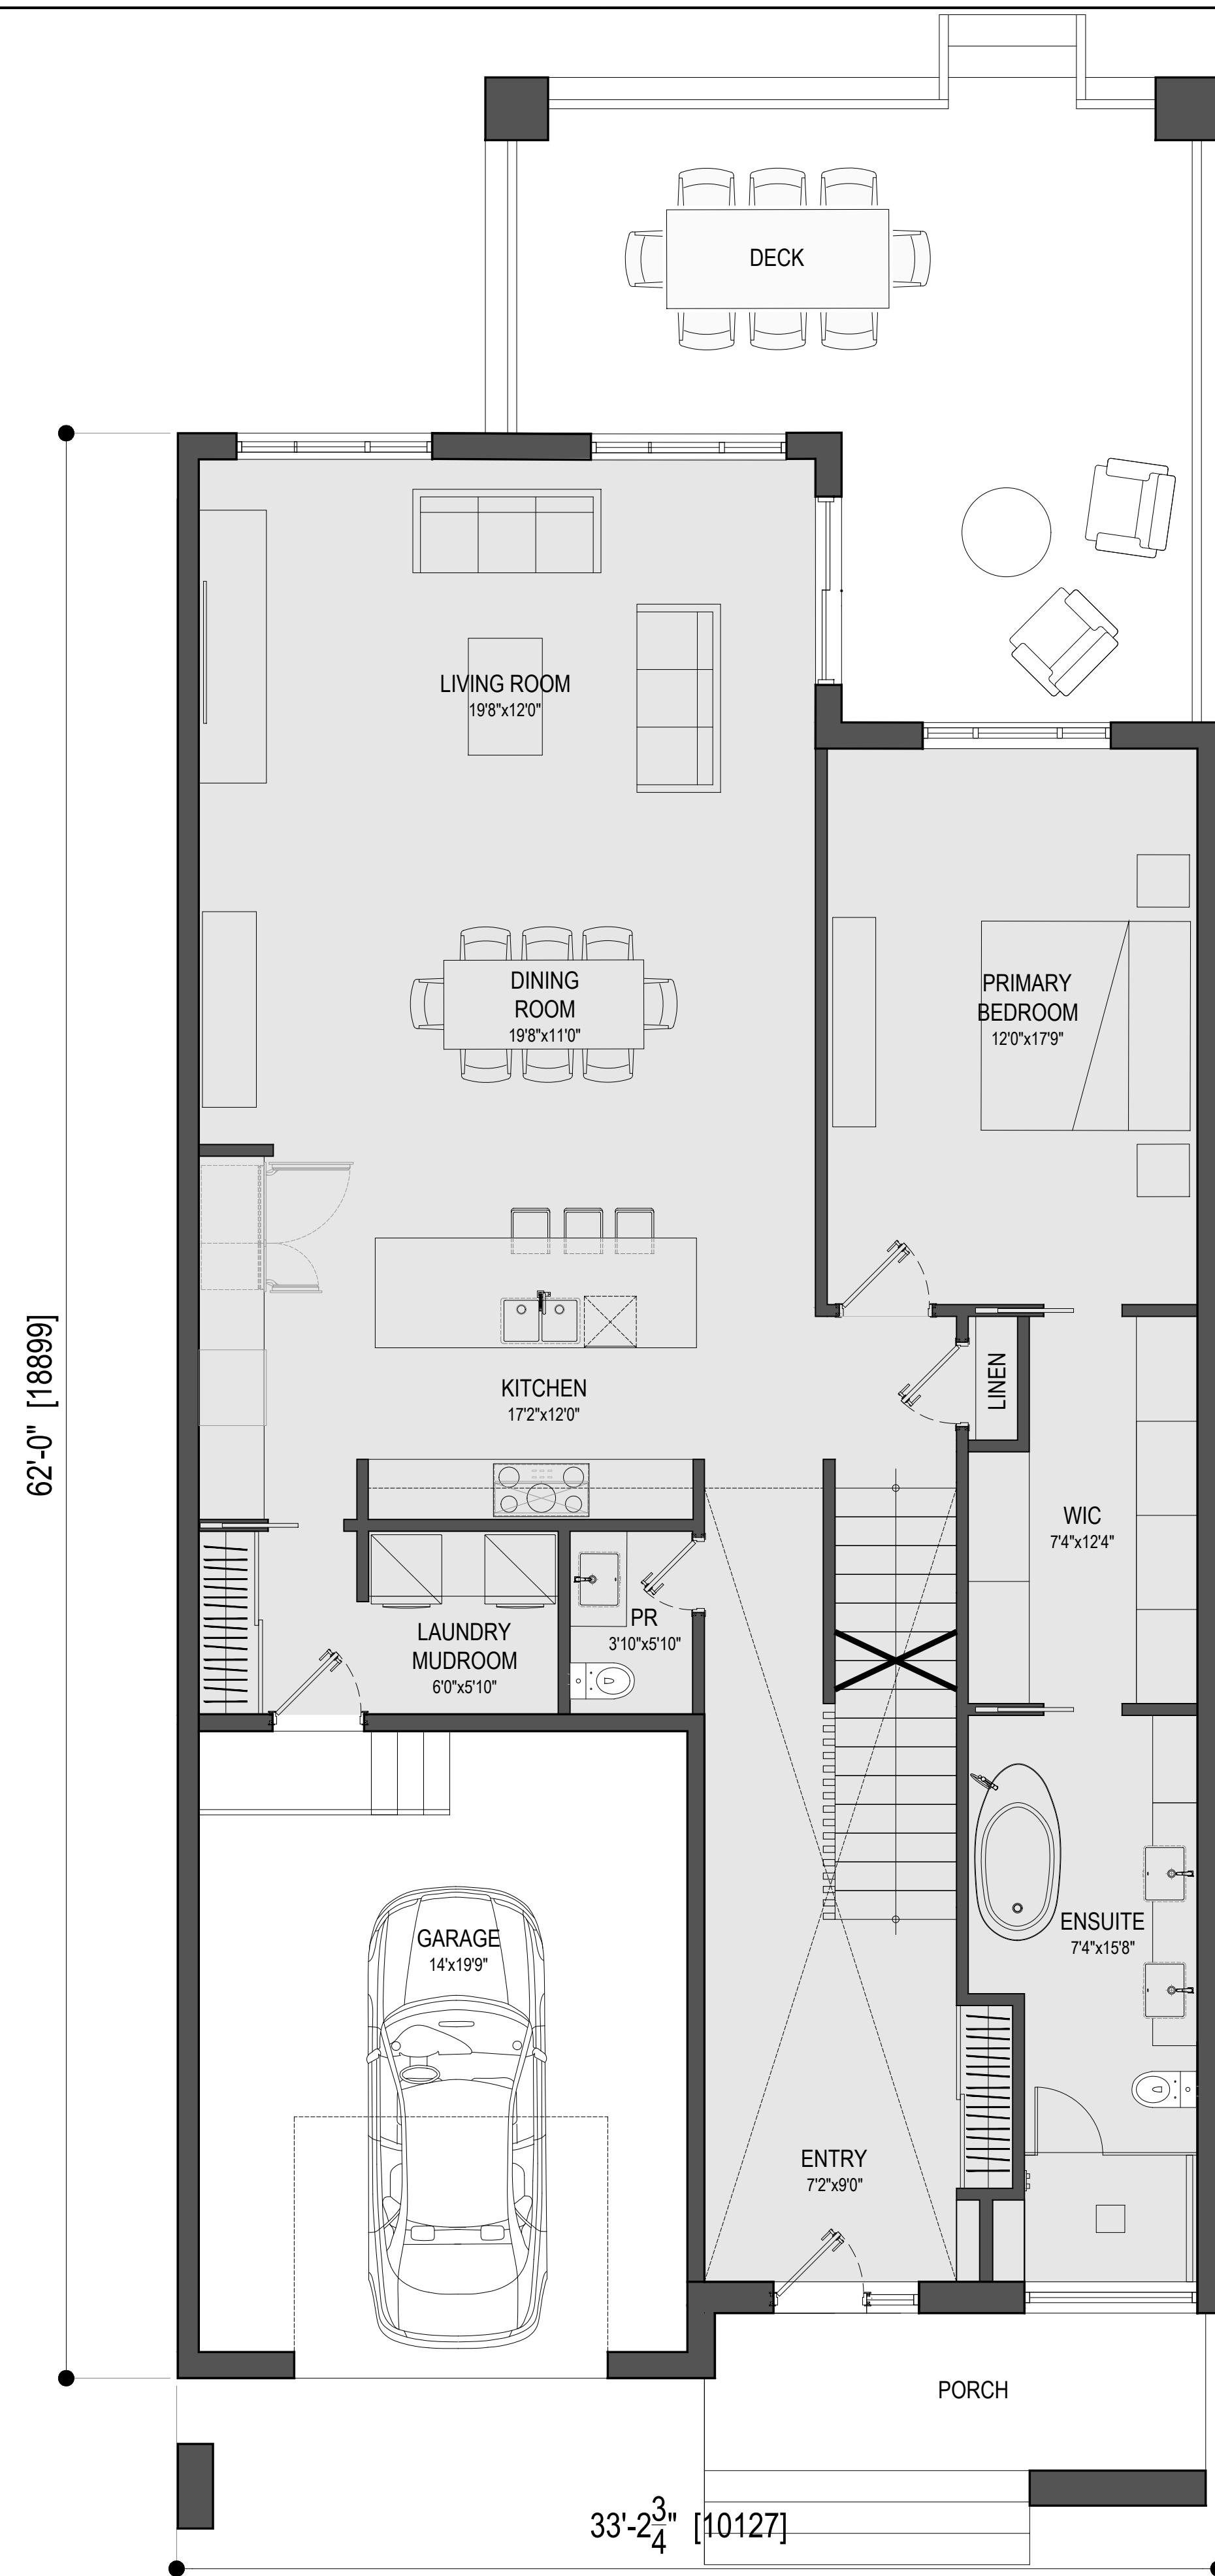 DECK
LIVING ROOM
19'8"x12'0"
DINING
ROOM
19'8"x11'0"
PRIMARY
BEDROOM
12'0"x17'9"
62'-0" [18899]
LINEN
KITCHEN
17'2"x12'0"
WIC
7'4"x12'4"
LAUNDRY
MUDROOM
6'0"x5'10"
PR
3'10"x5'10"
GARAGE
14'x19'9"
ENSUITE
7'4"x15'8"
ENTRY
7'2"x9'0"
PORCH
33'-2 3/4" [10127]